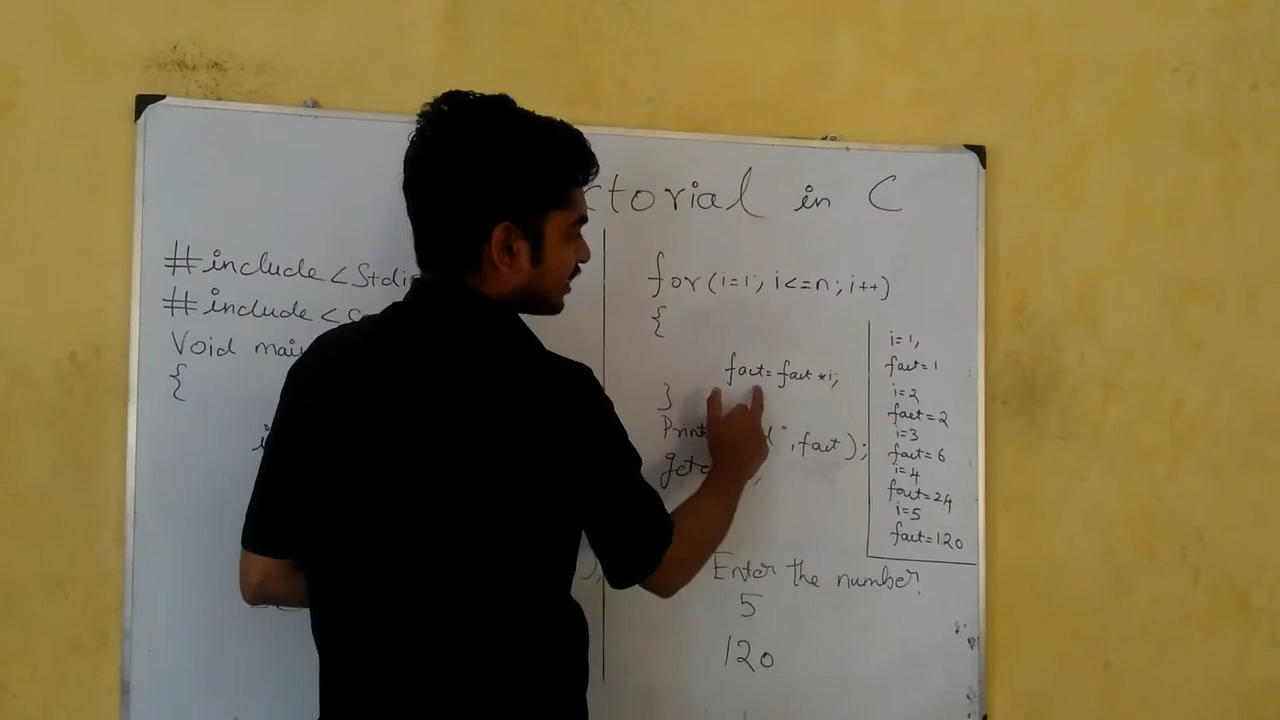 ctorial in C
#include <Stdi
#include <
Void mai
{
for(i=1; i<=n; i++)
{
fact=fact*i;
}
Print ",fact);
getc ;
i=1,
fact=1
i=2
fact=2
i=3
fact=6
i=4
fact=24
i=5
fact=120
Enter the number
5
120